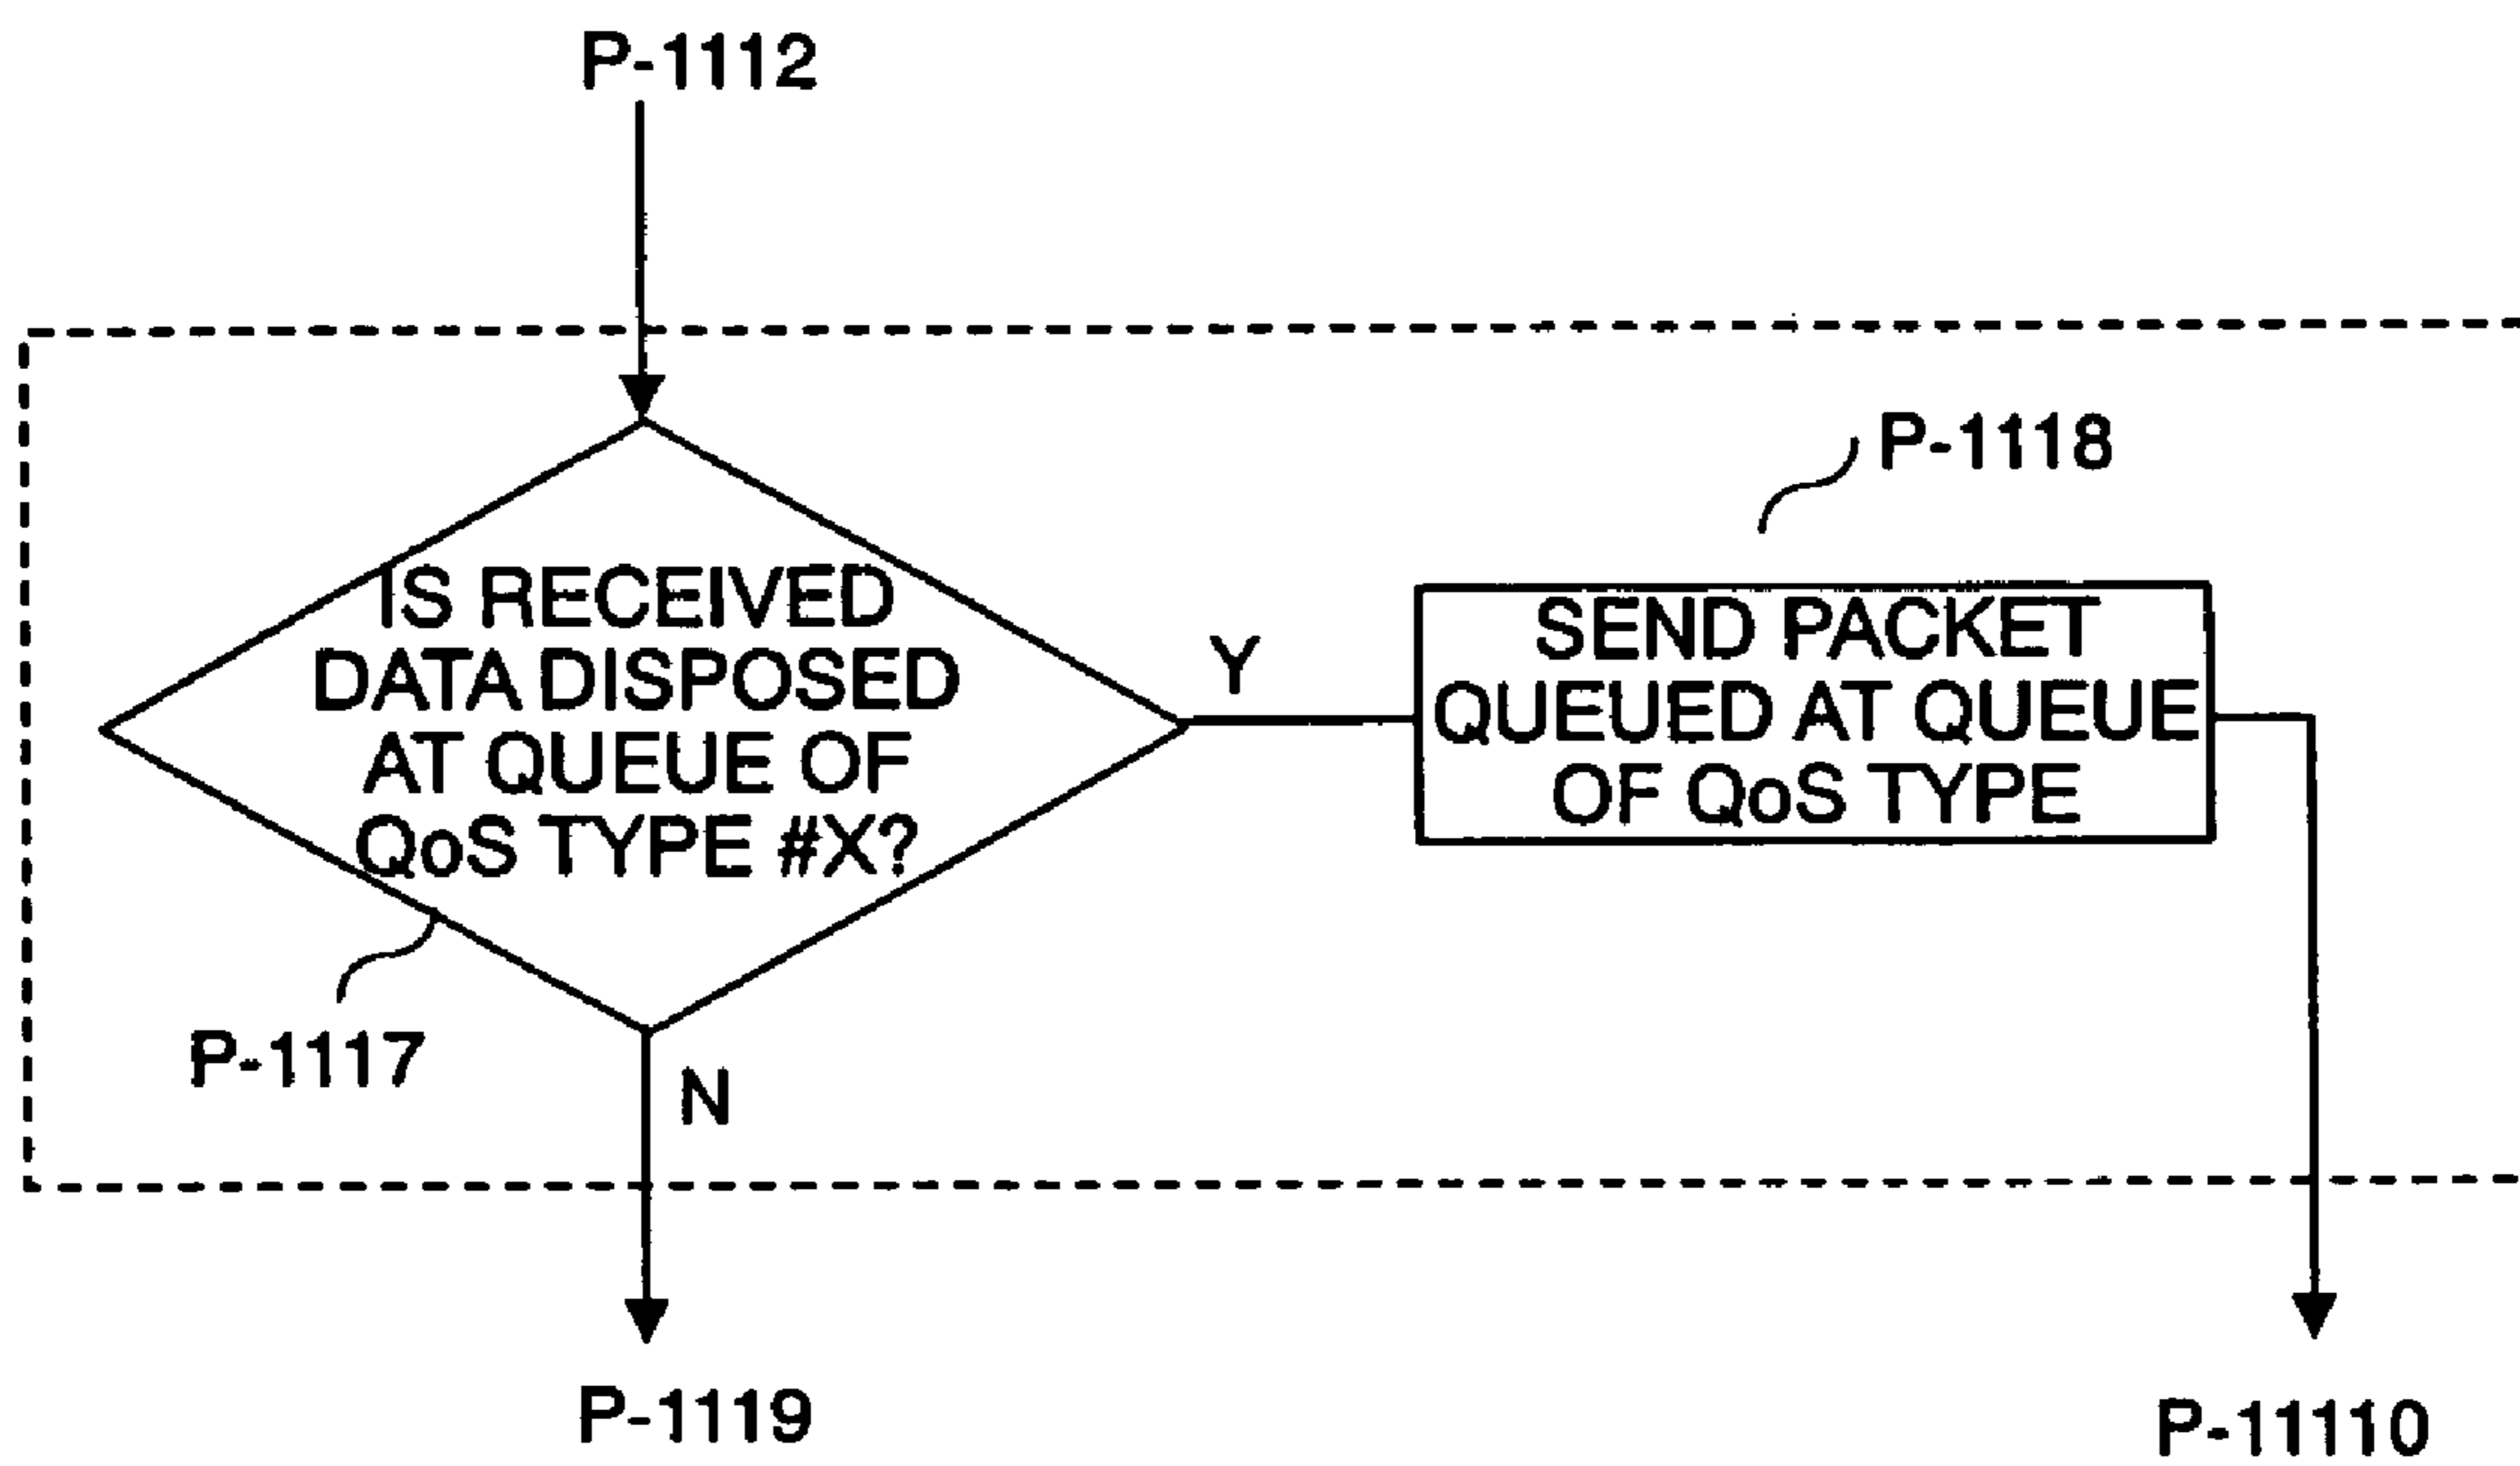 P-1112
P-1118
IS RECEIVED
DATA DISPOSED
AT QUEUE OF
QoS TYPE #X?
Y
SEND PACKET
QUEUED AT QUEUE
OF QoS TYPE
P-1117
N
P-1119
P-11110